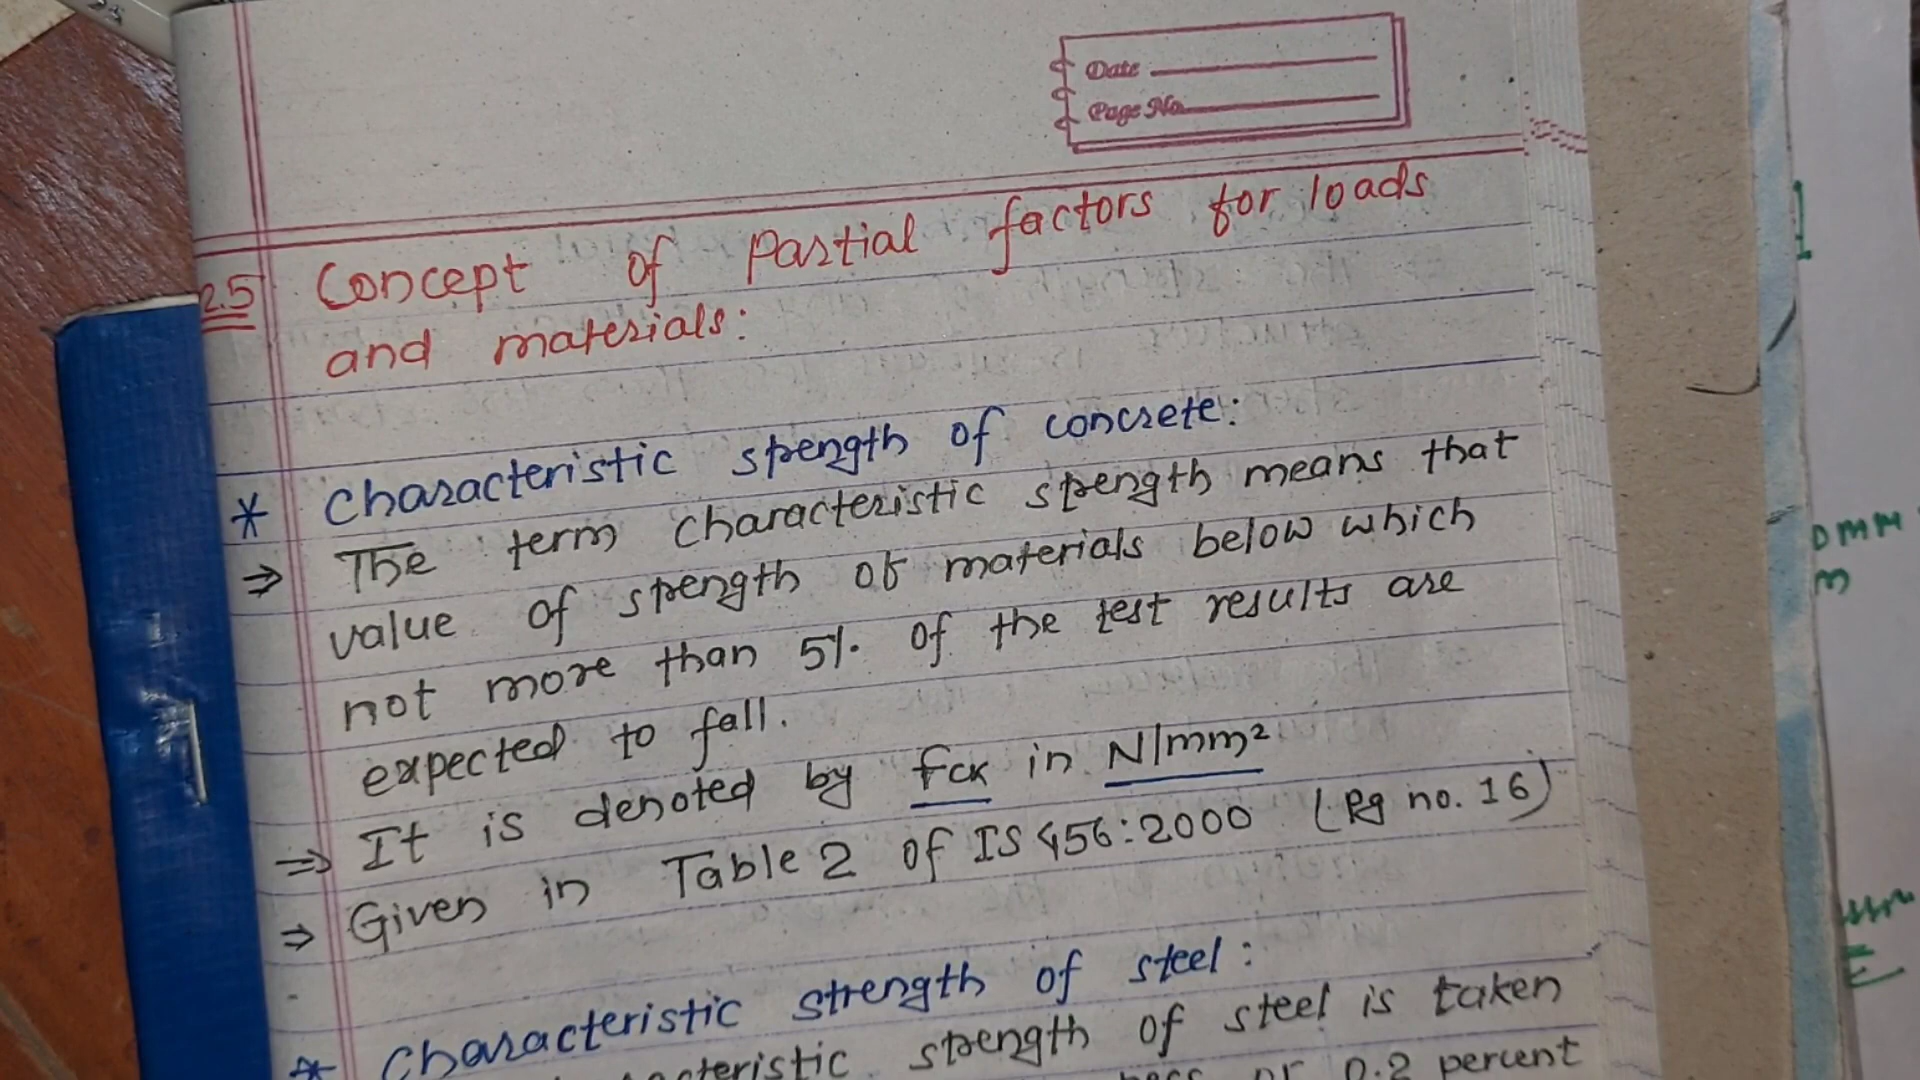 Date
Page No.
2.5 Concept of Partial factors for loads
and materials:
* Characteristic strength of concrete:
⇒ The term characteristic strength means that
value of strength of materials below which
not more than 5%. of the test results are
expected to fall.
⇒ It is denoted by fck in N/mm²
⇒ Given in Table 2 of IS 456:2000 (Pg no. 16)
* Characteristic strength of steel:
strength of steel is taken
or 0.2 percent